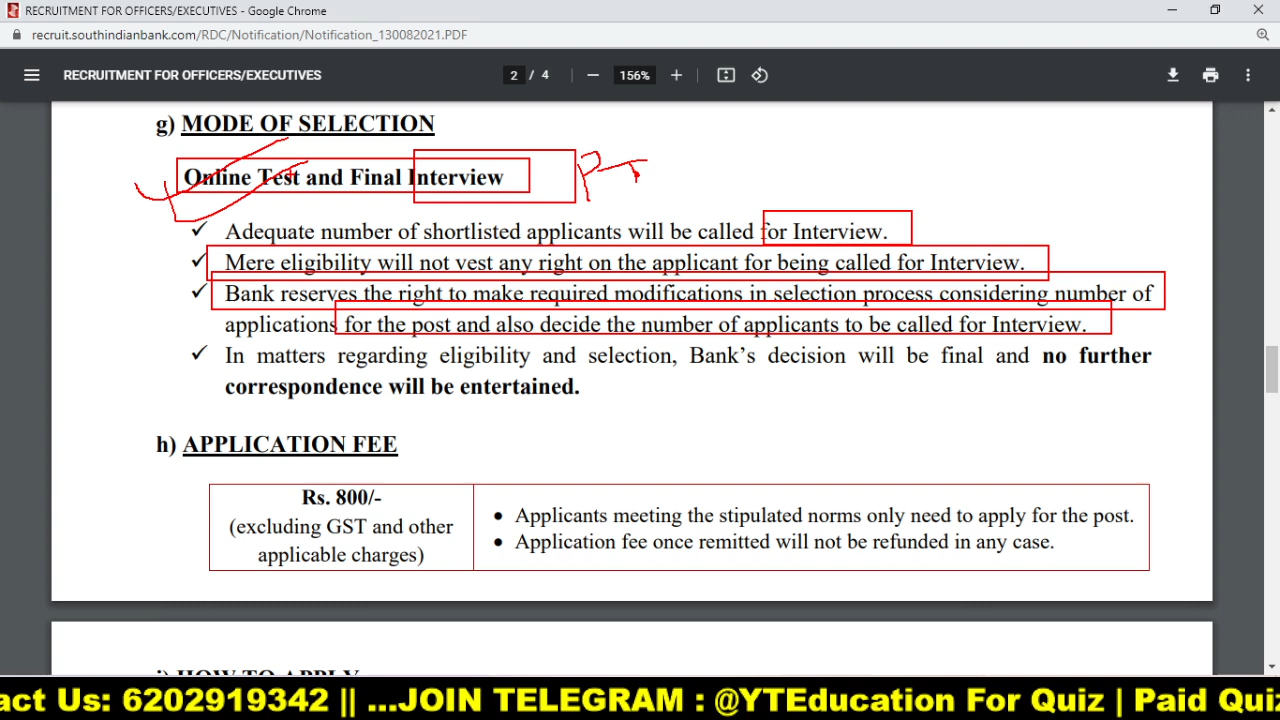 RECRUITMENT FOR OFFICERS/EXECUTIVES - Google Chrome
recruit.southindianbank.com/RDC/Notification/Notification_130082021.PDF
RECRUITMENT FOR OFFICERS/EXECUTIVES 2 / 4 156%
g) MODE OF SELECTION
Online Test and Final Interview
Adequate number of shortlisted applicants will be called for Interview.
Mere eligibility will not vest any right on the applicant for being called for Interview.
Bank reserves the right to make required modifications in selection process considering number of
applications for the post and also decide the number of applicants to be called for Interview.
In matters regarding eligibility and selection, Bank's decision will be final and no further
correspondence will be entertained.
h) APPLICATION FEE
Rs. 800/-
(excluding GST and other
applicable charges)
• Applicants meeting the stipulated norms only need to apply for the post.
• Application fee once remitted will not be refunded in any case.
i) HOW TO APPLY
act Us: 6202919342 || ...JOIN TELEGRAM : @YTEducation For Quiz | Paid Quiz